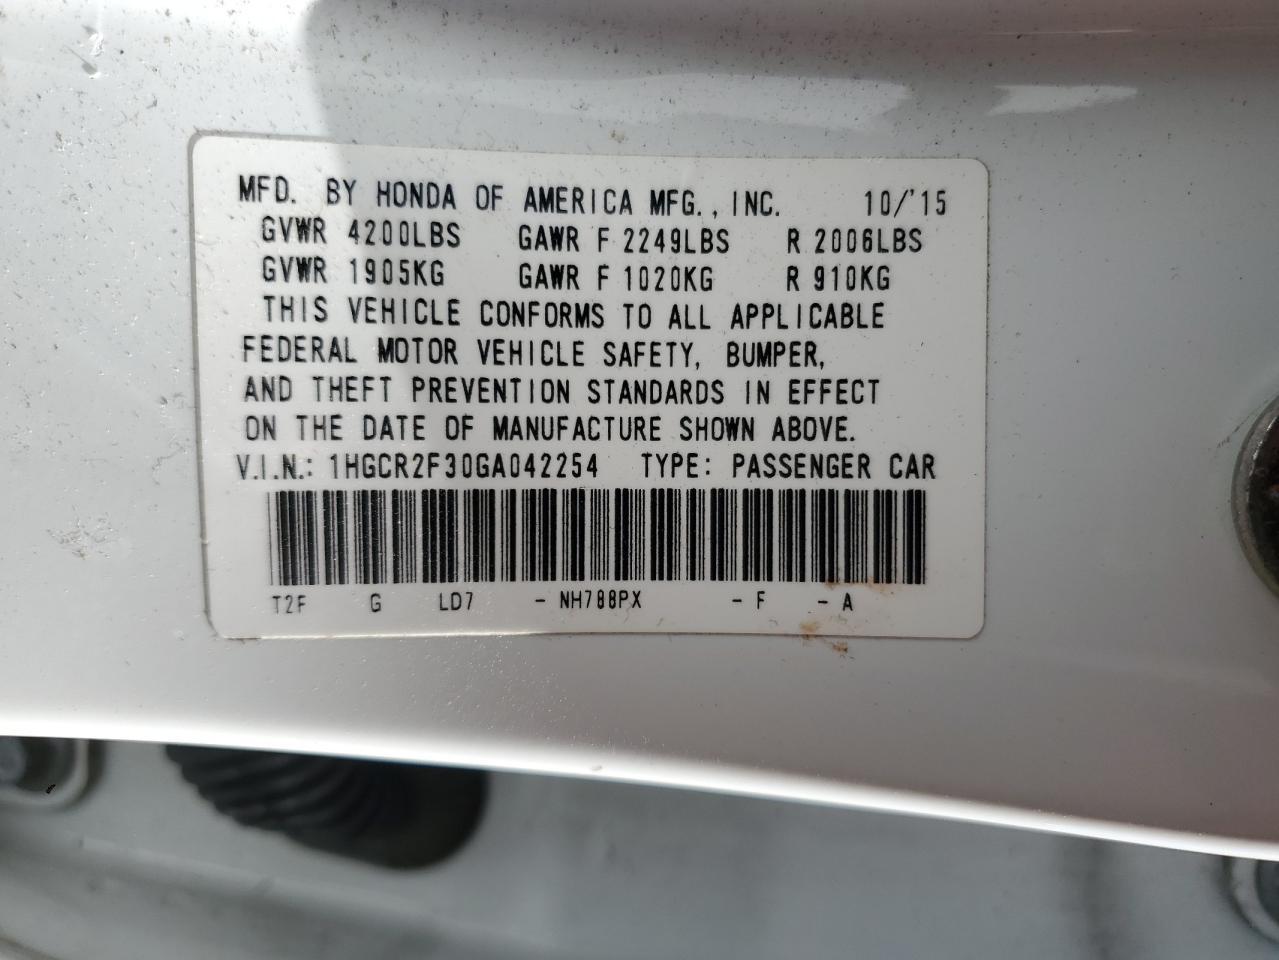 MFD. BY HONDA OF AMERICA MFG., INC. 10/'15
GVWR 4200LBS GAWR F 2249LBS R 2006LBS
GVWR 1905KG GAWR F 1020KG R 910KG
THIS VEHICLE CONFORMS TO ALL APPLICABLE
FEDERAL MOTOR VEHICLE SAFETY, BUMPER,
AND THEFT PREVENTION STANDARDS IN EFFECT
ON THE DATE OF MANUFACTURE SHOWN ABOVE.
V.I.N.: 1HGCR2F30GA042254 TYPE: PASSENGER CAR
T2F G LD7 - NH788PX - F - A